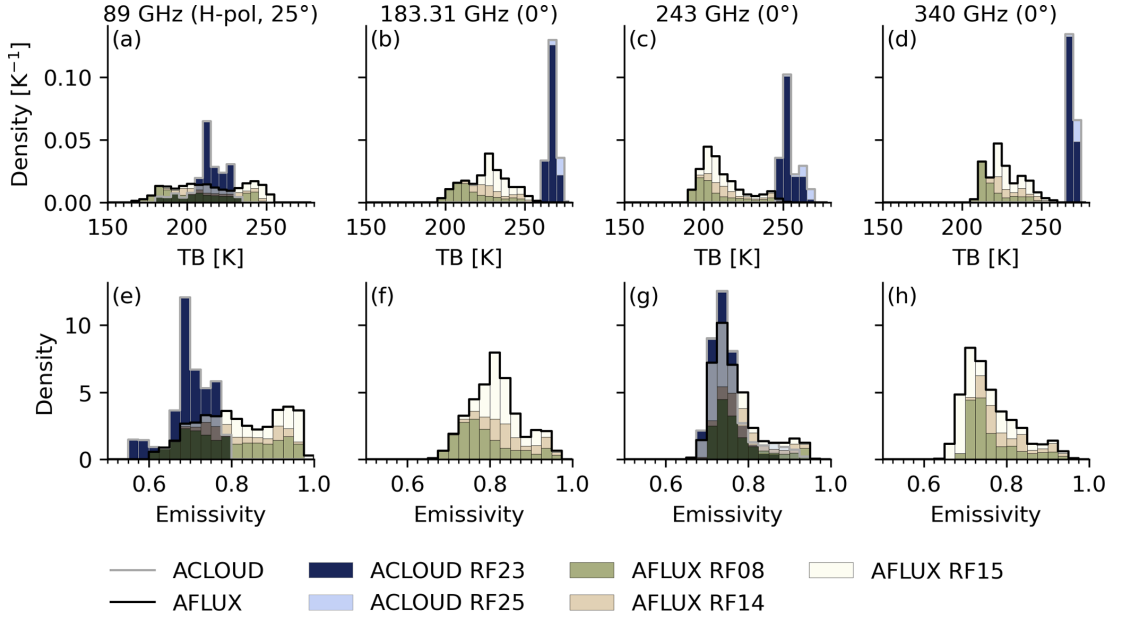 89 GHz (H-pol, 25°) 183.31 GHz (0°) 243 GHz (0°) 340 GHz (0°)
(a) (b) (c) (d)
Density [K⁻¹]
0.10
0.05
0.00
150 200 250 150 200 250 150 200 250 150 200 250
TB [K] TB [K] TB [K] TB [K]
(e) (f) (g) (h)
Density
10
5
0
0.6 0.8 1.0 0.6 0.8 1.0 0.6 0.8 1.0 0.6 0.8 1.0
Emissivity Emissivity Emissivity Emissivity
ACLOUD ACLOUD RF23 AFLUX RF08 AFLUX RF15
AFLUX ACLOUD RF25 AFLUX RF14